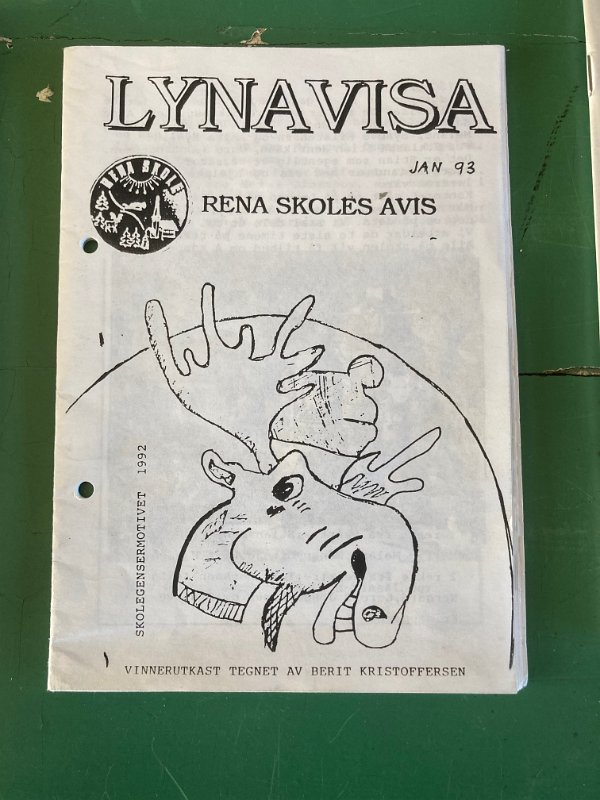 LYNAVISA
JAN 93
RENA SKOLE
RENA SKOLES AVIS
SKOLEGENSERMOTIVET 1992
VINNERUTKAST TEGNET AV BERIT KRISTOFFERSEN